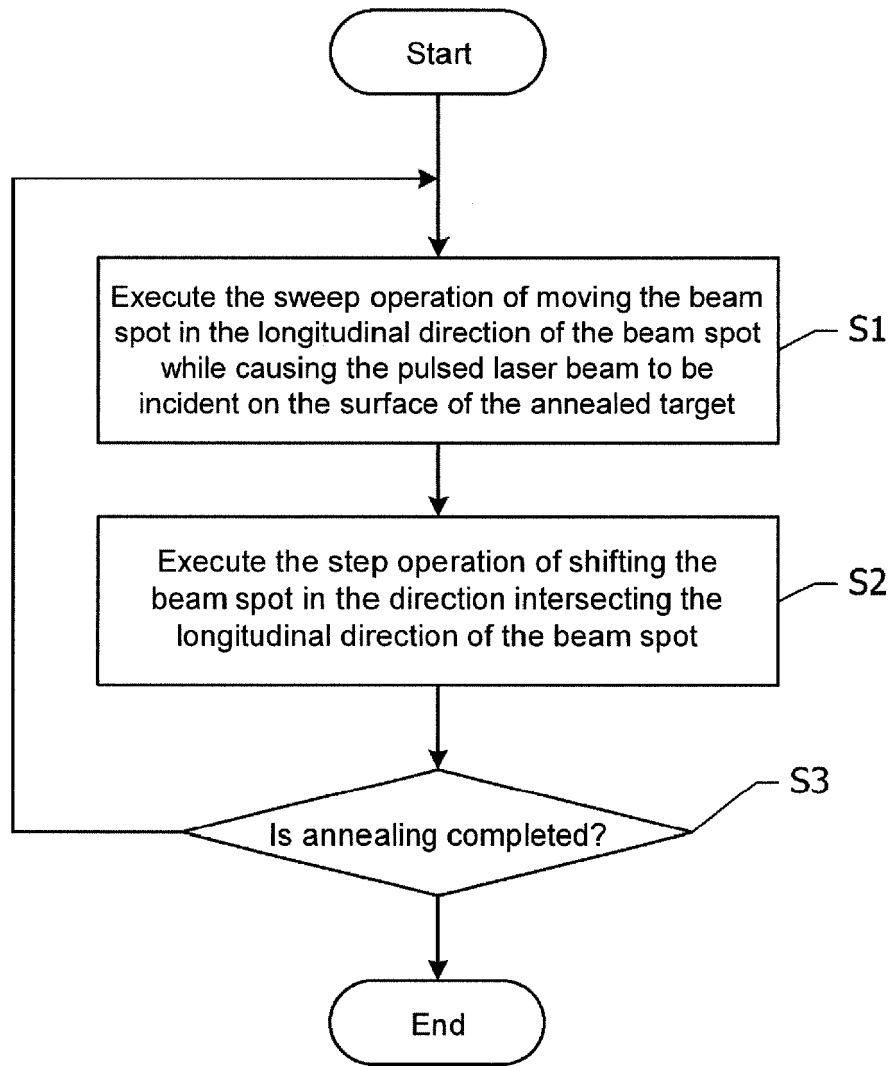 Start
Execute the sweep operation of moving the beam
spot in the longitudinal direction of the beam spot
while causing the pulsed laser beam to be
incident on the surface of the annealed target
S1
Execute the step operation of shifting the
beam spot in the direction intersecting the
longitudinal direction of the beam spot
S2
S3
Is annealing completed?
End